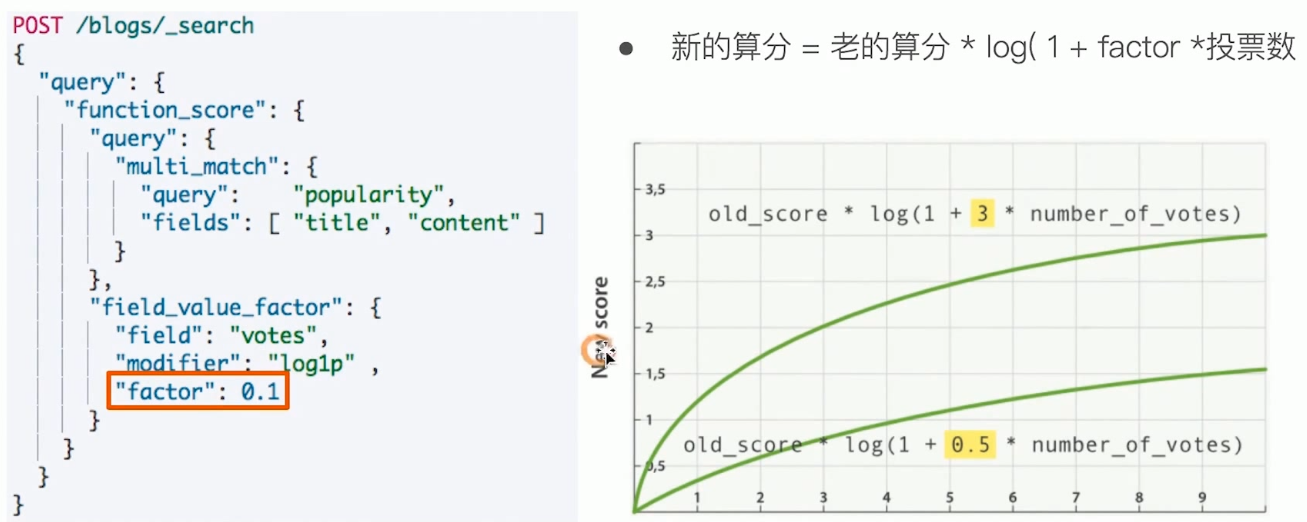 POST /blogs/_search
{
"query": {
"function_score": {
"query": {
"multi_match": {
"query": "popularity",
"fields": [ "title", "content" ]
}
},
"field_value_factor": {
"field": "votes",
"modifier": "log1p" ,
"factor": 0.1
}
}
}
}
● 新的算分 = 老的算分 * log( 1 + factor *投票数
3,5
old_score * log(1 + 3 * number_of_votes)
3
2,5
New score
2
1,5
1
old_score * log(1 + 0.5 * number_of_votes)
0,5
1 2 3 4 5 6 7 8 9